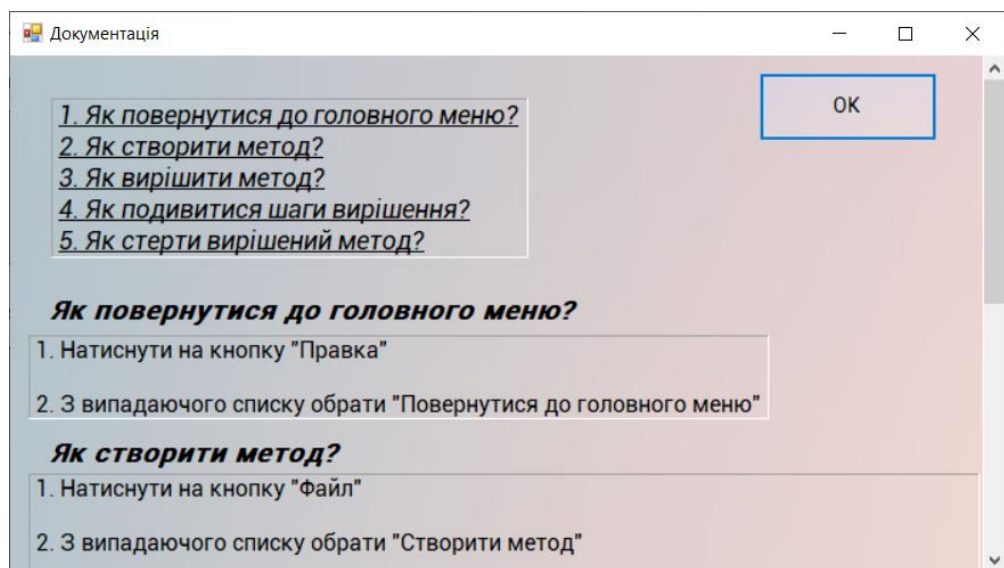 Документація
OK
1. Як повернутися до головного меню?
2. Як створити метод?
3. Як вирішити метод?
4. Як подивитися шаги вирішення?
5. Як стерти вирішений метод?
Як повернутися до головного меню?
1. Натиснути на кнопку "Правка"
2. З випадаючого списку обрати "Повернутися до головного меню"
Як створити метод?
1. Натиснути на кнопку "Файл"
2. З випадаючого списку обрати "Створити метод"